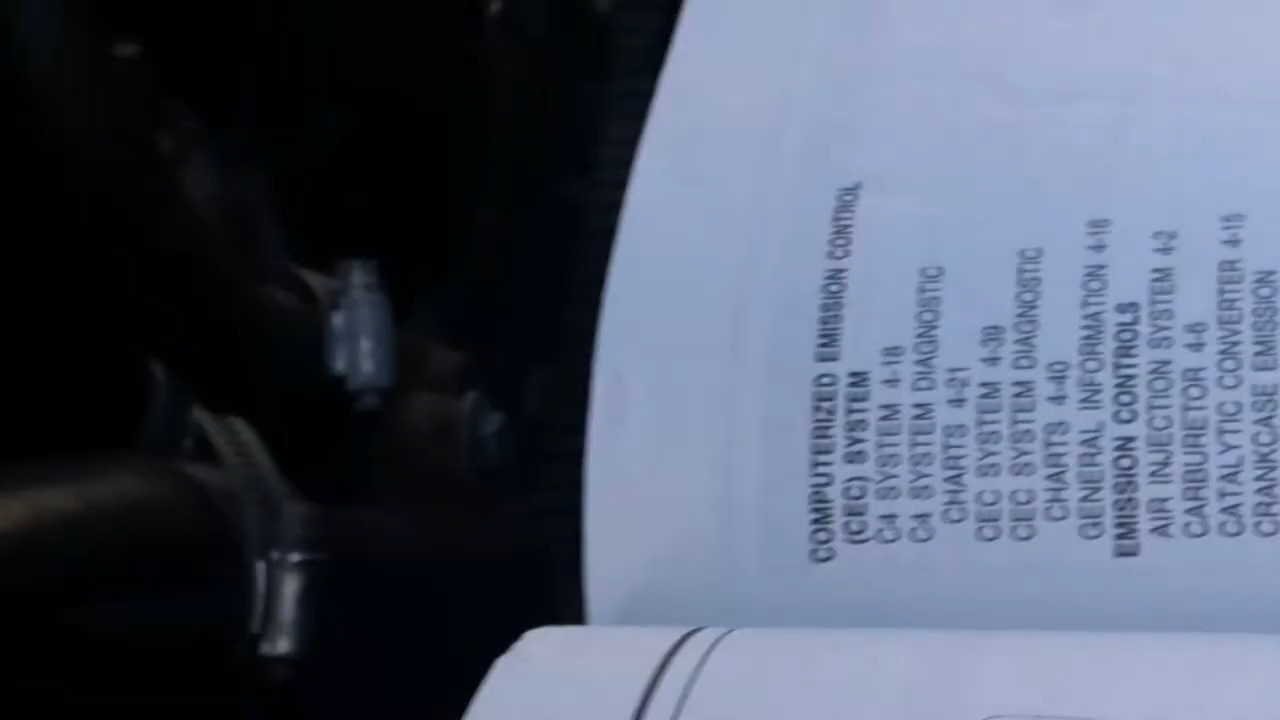 COMPUTERIZED EMISSION CONTROL
(CEC) SYSTEM
C4 SYSTEM 4-18
C4 SYSTEM DIAGNOSTIC
CHARTS 4-21
CEC SYSTEM 4-39
CEC SYSTEM DIAGNOSTIC
CHARTS 4-40
GENERAL INFORMATION 4-16
EMISSION CONTROLS
AIR INJECTION SYSTEM 4-2
CARBURETOR 4-6
CATALYTIC CONVERTER 4-15
CRANKCASE EMISSION